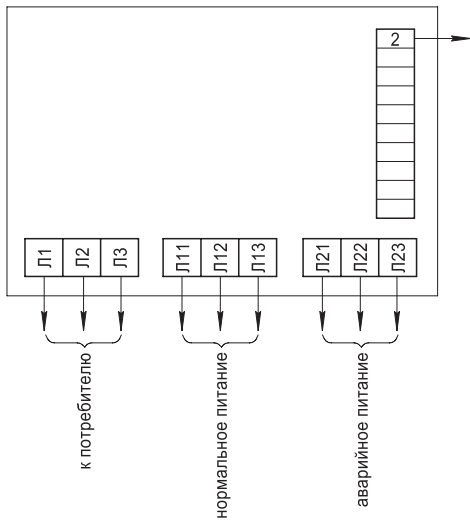 2
Л1
Л2
Л3
Л11
Л12
Л13
Л21
Л22
Л23
к потребителю
нормальное питание
аварийное питание